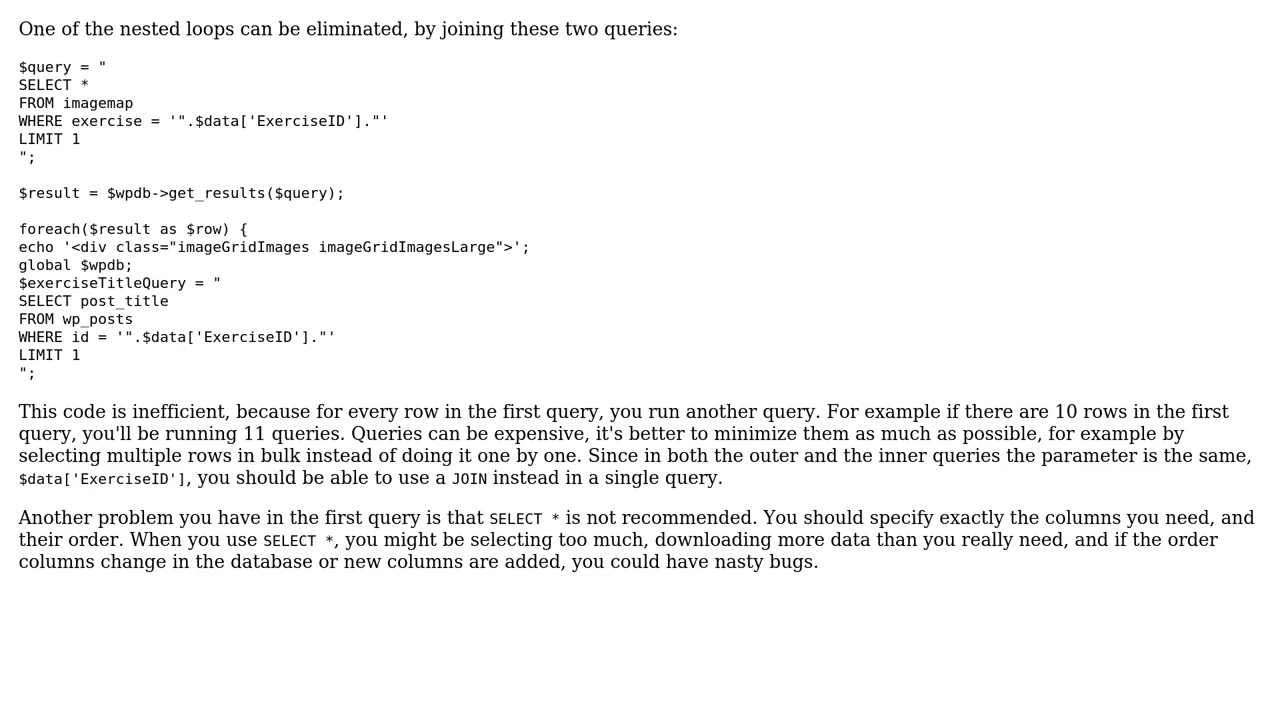 One of the nested loops can be eliminated, by joining these two queries:
$query = "
SELECT *
FROM imagemap
WHERE exercise = '".$data['ExerciseID']."'
LIMIT 1
";
$result = $wpdb->get_results($query);
foreach($result as $row) {
echo '<div class="imageGridImages imageGridImagesLarge">';
global $wpdb;
$exerciseTitleQuery = "
SELECT post_title
FROM wp_posts
WHERE id = '".$data['ExerciseID']."'
LIMIT 1
";
This code is inefficient, because for every row in the first query, you run another query. For example if there are 10 rows in the first
query, you'll be running 11 queries. Queries can be expensive, it's better to minimize them as much as possible, for example by
selecting multiple rows in bulk instead of doing it one by one. Since in both the outer and the inner queries the parameter is the same,
$data['ExerciseID'], you should be able to use a JOIN instead in a single query.
Another problem you have in the first query is that SELECT * is not recommended. You should specify exactly the columns you need, and
their order. When you use SELECT *, you might be selecting too much, downloading more data than you really need, and if the order
columns change in the database or new columns are added, you could have nasty bugs.